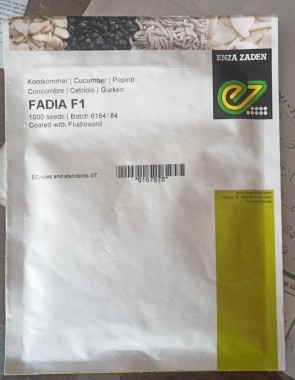 ENZA ZADEN
Komkommer | Cucumber | Pepino
Concombre | Cetriolo | Gurken
FADIA F1
1000 seeds | Batch 6164184
Coated with Fludioxonil
EC rules and standards ST
*6167678*